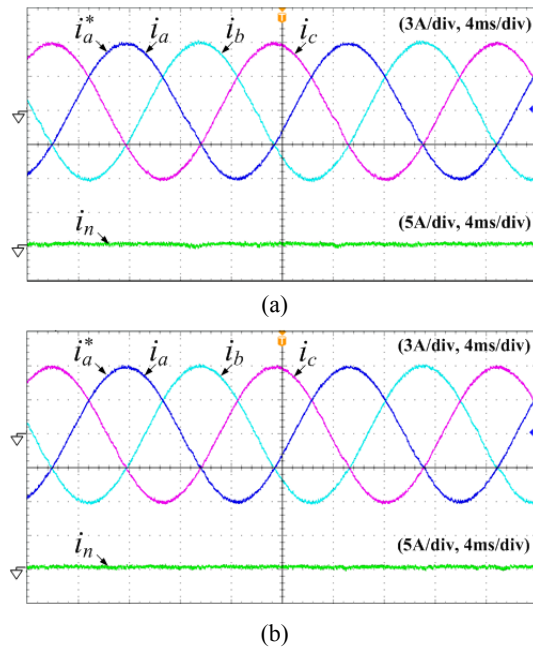 i_a^* i_a i_b i_c (3A/div, 4ms/div)
i_n (5A/div, 4ms/div)
(a)
i_a^* i_a i_b i_c (3A/div, 4ms/div)
i_n (5A/div, 4ms/div)
(b)